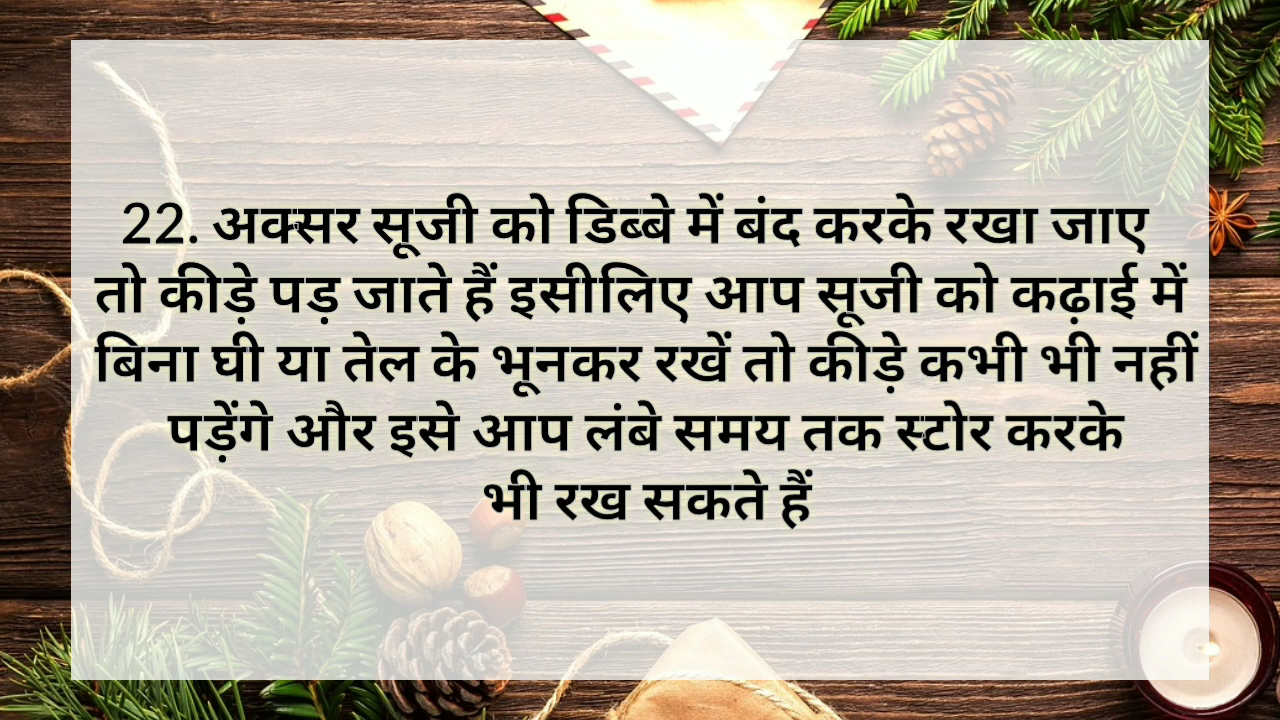 22. अक्सर सूजी को डिब्बे में बंद करके रखा जाए
तो कीड़े पड़ जाते हैं इसीलिए आप सूजी को कढ़ाई में
बिना घी या तेल के भूनकर रखें तो कीड़े कभी भी नहीं
पड़ेंगे और इसे आप लंबे समय तक स्टोर करके
भी रख सकते हैं